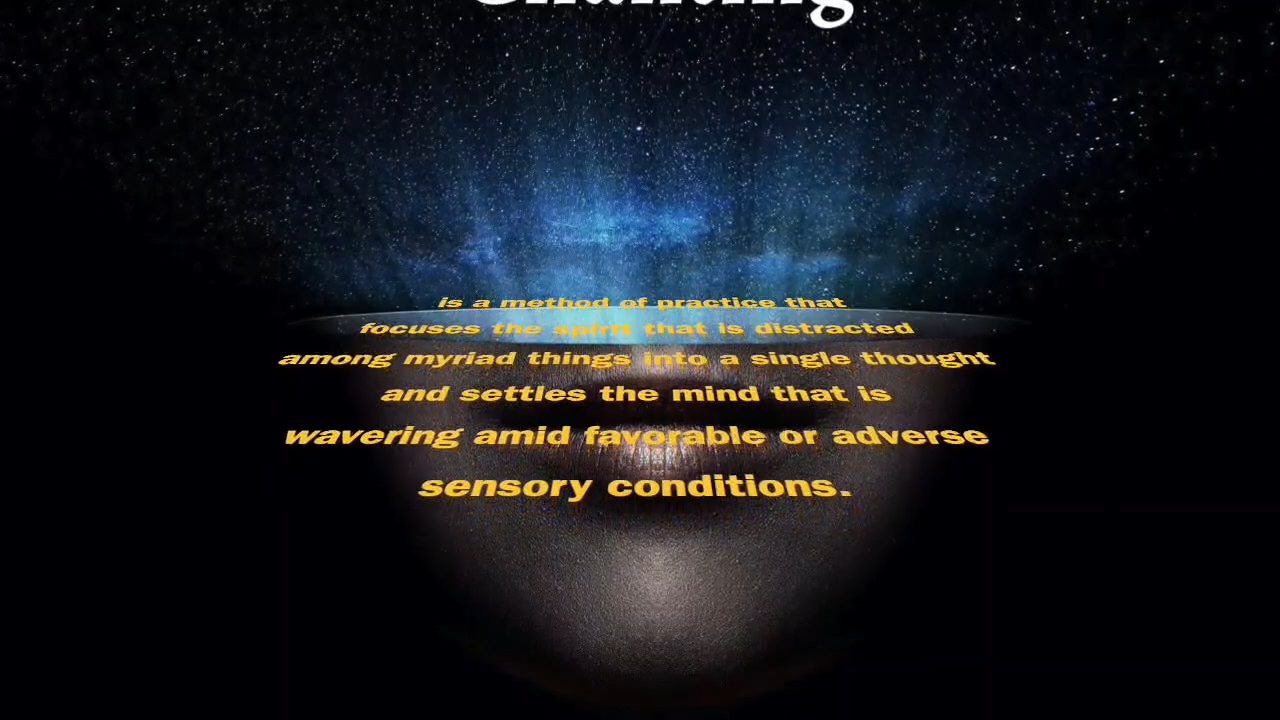 is a method of practice that
focuses the spirit that is distracted
among myriad things into a single thought
and settles the mind that is
wavering amid favorable or adverse
sensory conditions.